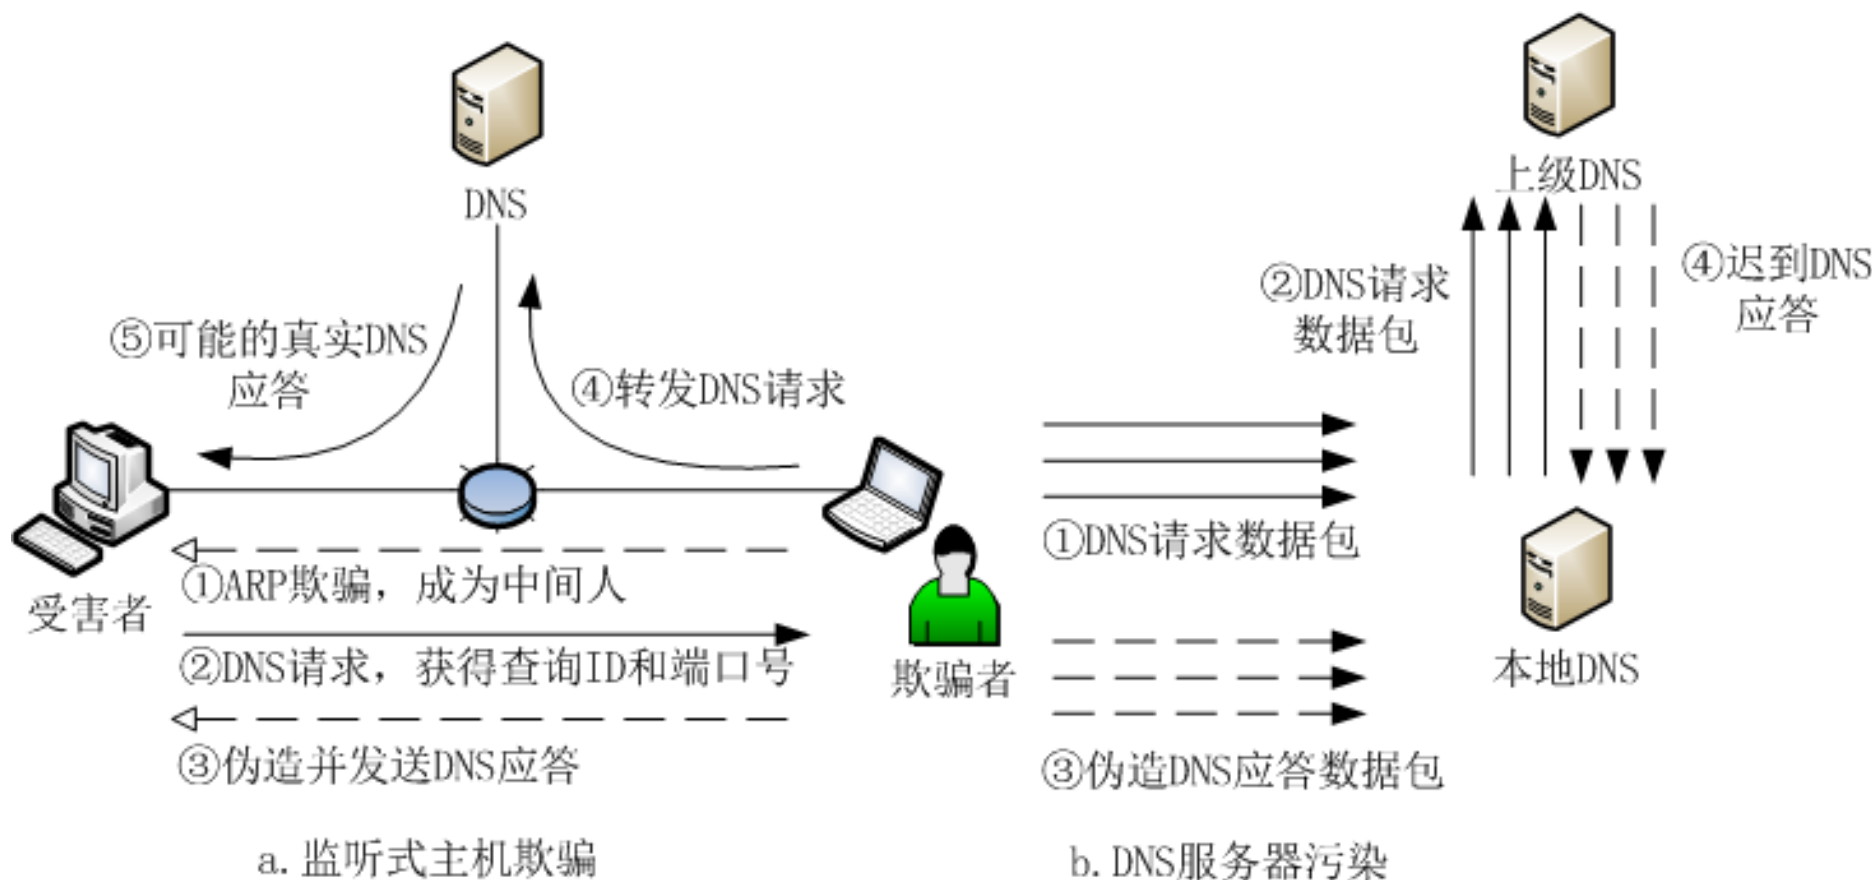 DNS
⑤可能的真实DNS
应答
④转发DNS请求
受害者
①ARP欺骗，成为中间人
②DNS请求，获得查询ID和端口号
③伪造并发送DNS应答
欺骗者
a.监听式主机欺骗
上级DNS
②DNS请求
数据包
④迟到DNS
应答
①DNS请求数据包
本地DNS
③伪造DNS应答数据包
b.DNS服务器污染